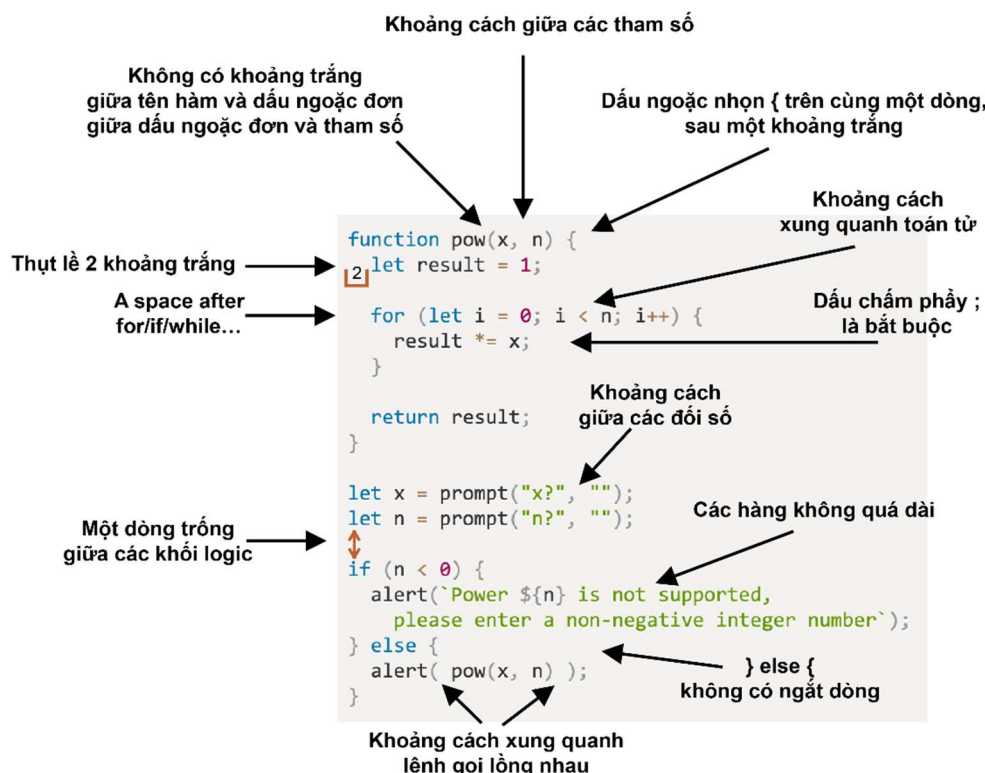 Khoảng cách giữa các tham số
Không có khoảng trắng
giữa tên hàm và dấu ngoặc đơn
giữa dấu ngoặc đơn và tham số
Dấu ngoặc nhọn { trên cùng một dòng,
sau một khoảng trắng
Khoảng cách
xung quanh toán tử
Thụt lề 2 khoảng trắng
A space after
for/if/while…
Dấu chấm phẩy ;
là bắt buộc
function pow(x, n) {
2
let result = 1;
for (let i = 0; i < n; i++) {
result *= x;
}
return result;
}
Khoảng cách
giữa các đối số
let x = prompt("x?", "");
let n = prompt("n?", "");
Một dòng trống
giữa các khối logic
Các hàng không quá dài
if (n < 0) {
alert(`Power ${n} is not supported,
please enter a non-negative integer number`);
} else {
alert( pow(x, n) );
}
} else {
không có ngắt dòng
Khoảng cách xung quanh
lệnh gọi lồng nhau